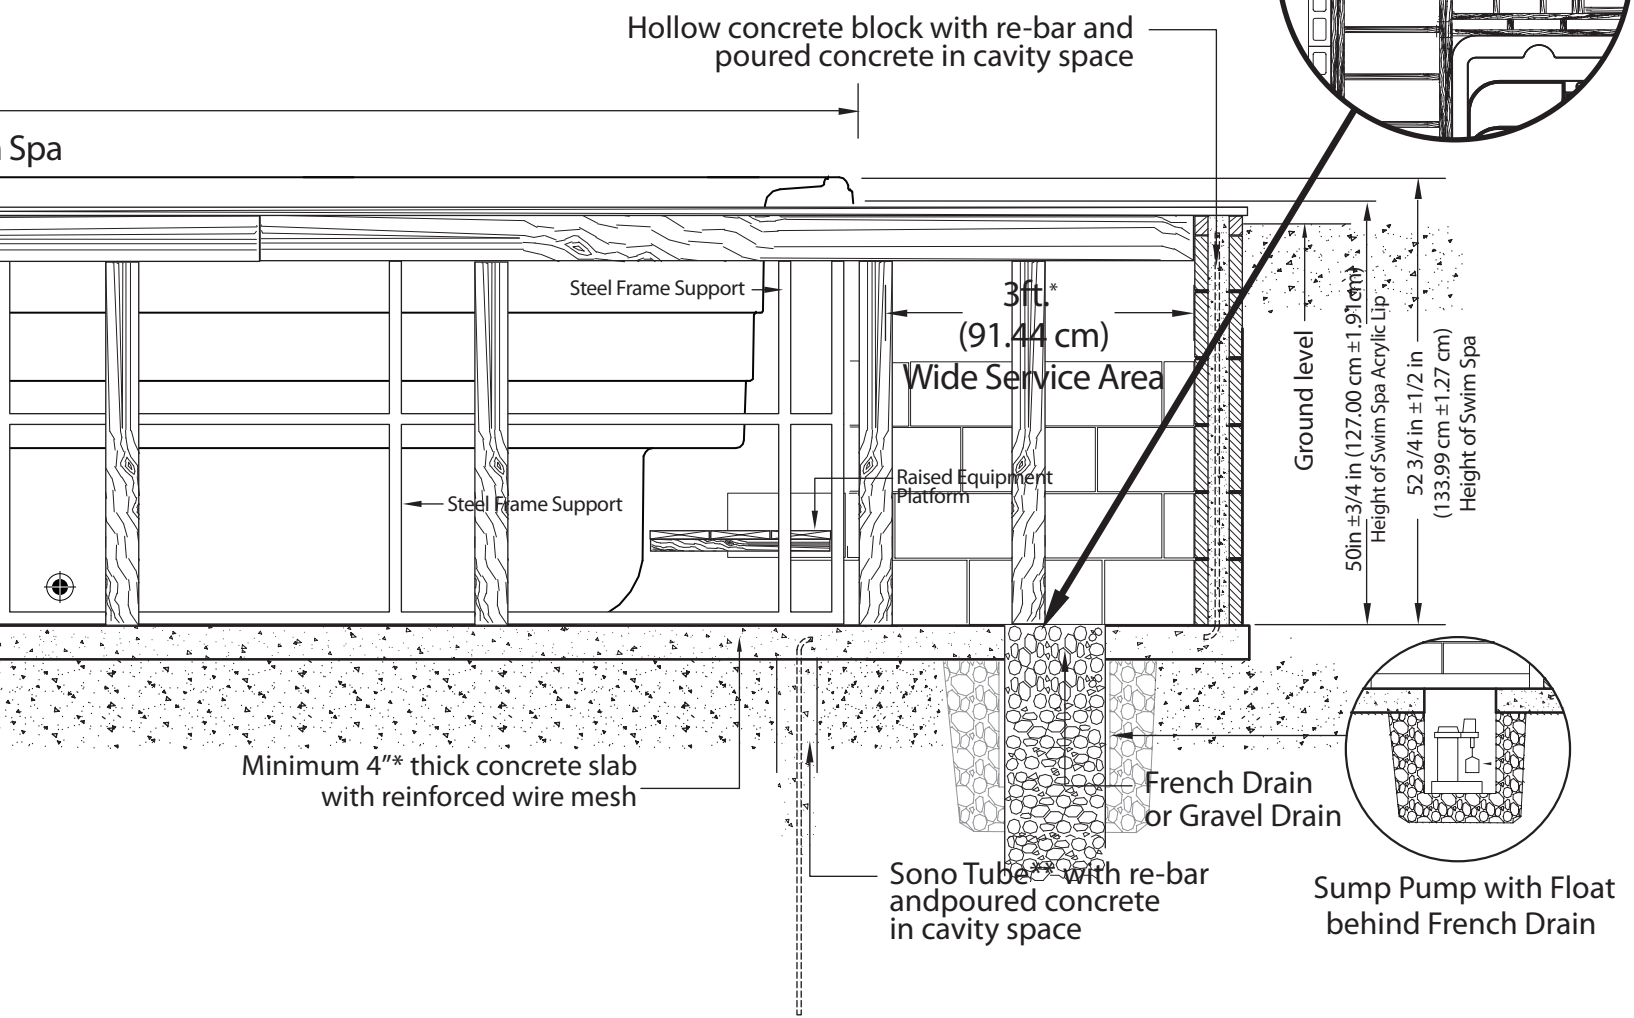 Hollow concrete block with re-bar and
poured concrete in cavity space
Spa
Steel Frame Support
3ft.*
(91.44 cm)
Wide Service Area
Raised Equipment
Platform
Steel Frame Support
Ground level
50in ±3/4 in (127.00 cm ±1.91cm)
Height of Swim Spa Acrylic Lip
52 3/4 in ±1/2 in
(133.99 cm ±1.27 cm)
Height of Swim Spa
Minimum 4"* thick concrete slab
with reinforced wire mesh
French Drain
or Gravel Drain
Sono Tube** with re-bar
andpoured concrete
in cavity space
Sump Pump with Float
behind French Drain